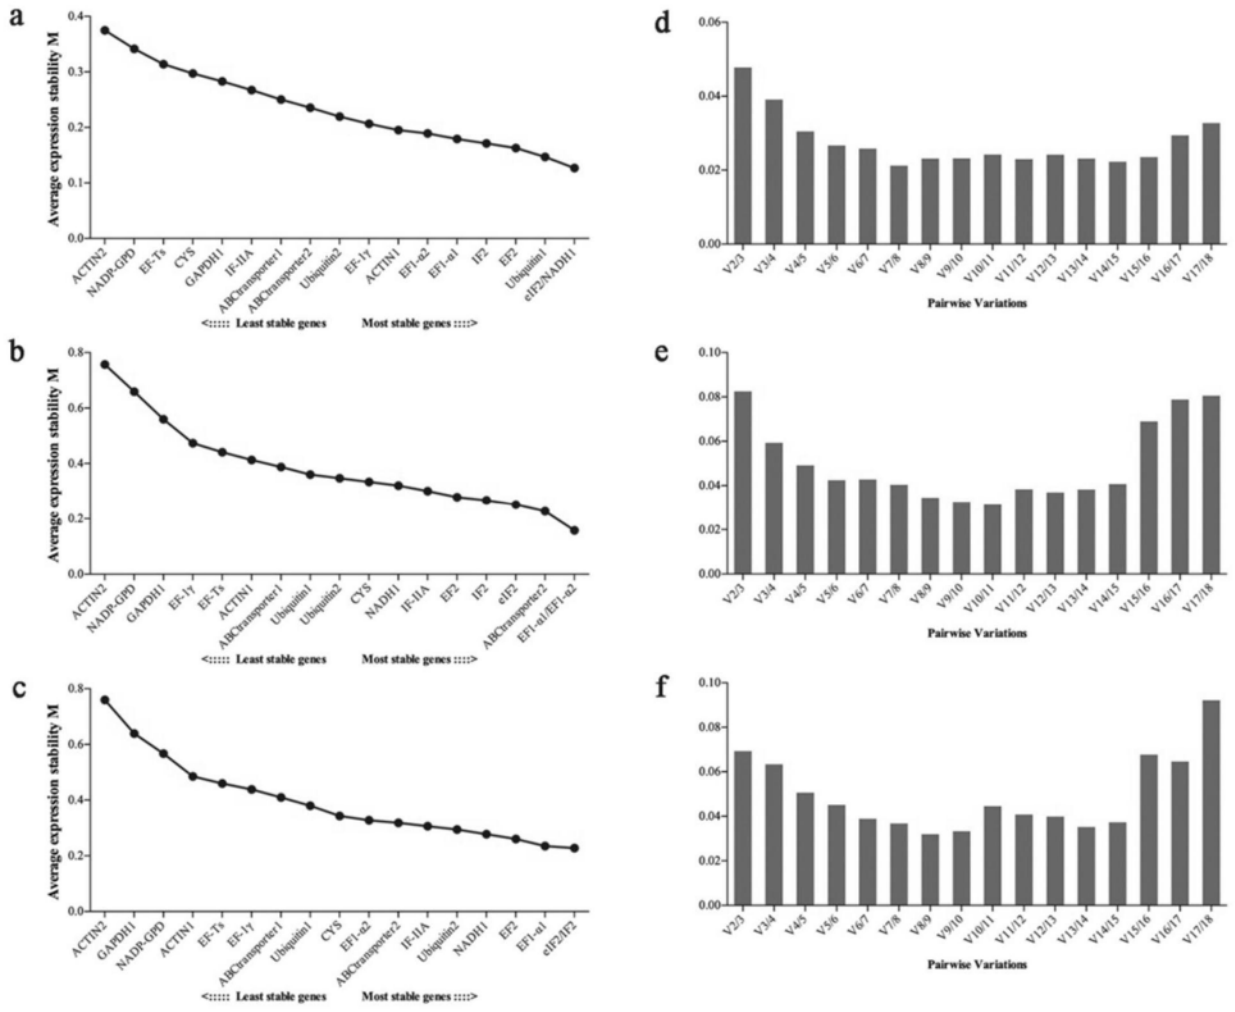 a
Average expression stability M
0.4
0.3
0.2
0.1
0.0
ACTIN2
NADP-GPD
EF-Ts
CYS
GAPDH1
IF-IIA
ABCtransporter1
ABCtransporter2
Ubiquitin2
EF-1γ
ACTIN1
EF1-α2
EF1-α1
IF2
EF2
Ubiquitin1
eIF2/NADH1
<::::: Least stable genes Most stable genes ::::>
d
0.06
0.04
0.02
0.00
V2/3
V3/4
V4/5
V5/6
V6/7
V7/8
V8/9
V9/10
V10/11
V11/12
V12/13
V13/14
V14/15
V15/16
V16/17
V17/18
Pairwise Variations
b
Average expression stability M
0.8
0.6
0.4
0.2
0.0
ACTIN2
NADP-GPD
GAPDH1
EF-1γ
EF-Ts
ACTIN1
ABCtransporter1
Ubiquitin1
Ubiquitin2
CYS
NADH1
IF-IIA
EF2
IF2
eIF2
ABCtransporter2
EF1-α1/EF1-α2
<::::: Least stable genes Most stable genes ::::>
e
0.10
0.08
0.06
0.04
0.02
0.00
V2/3
V3/4
V4/5
V5/6
V6/7
V7/8
V8/9
V9/10
V10/11
V11/12
V12/13
V13/14
V14/15
V15/16
V16/17
V17/18
Pairwise Variations
c
Average expression stability M
0.8
0.6
0.4
0.2
0.0
ACTIN2
GAPDH1
NADP-GPD
ACTIN1
EF-Ts
EF-1γ
ABCtransporter1
Ubiquitin1
CYS
EF1-α2
ABCtransporter2
IF-IIA
Ubiquitin2
NADH1
EF2
EF1-α1
eIF2/IF2
<::::: Least stable genes Most stable genes ::::>
f
0.10
0.08
0.06
0.04
0.02
0.00
V2/3
V3/4
V4/5
V5/6
V6/7
V7/8
V8/9
V9/10
V10/11
V11/12
V12/13
V13/14
V14/15
V15/16
V16/17
V17/18
Pairwise Variations